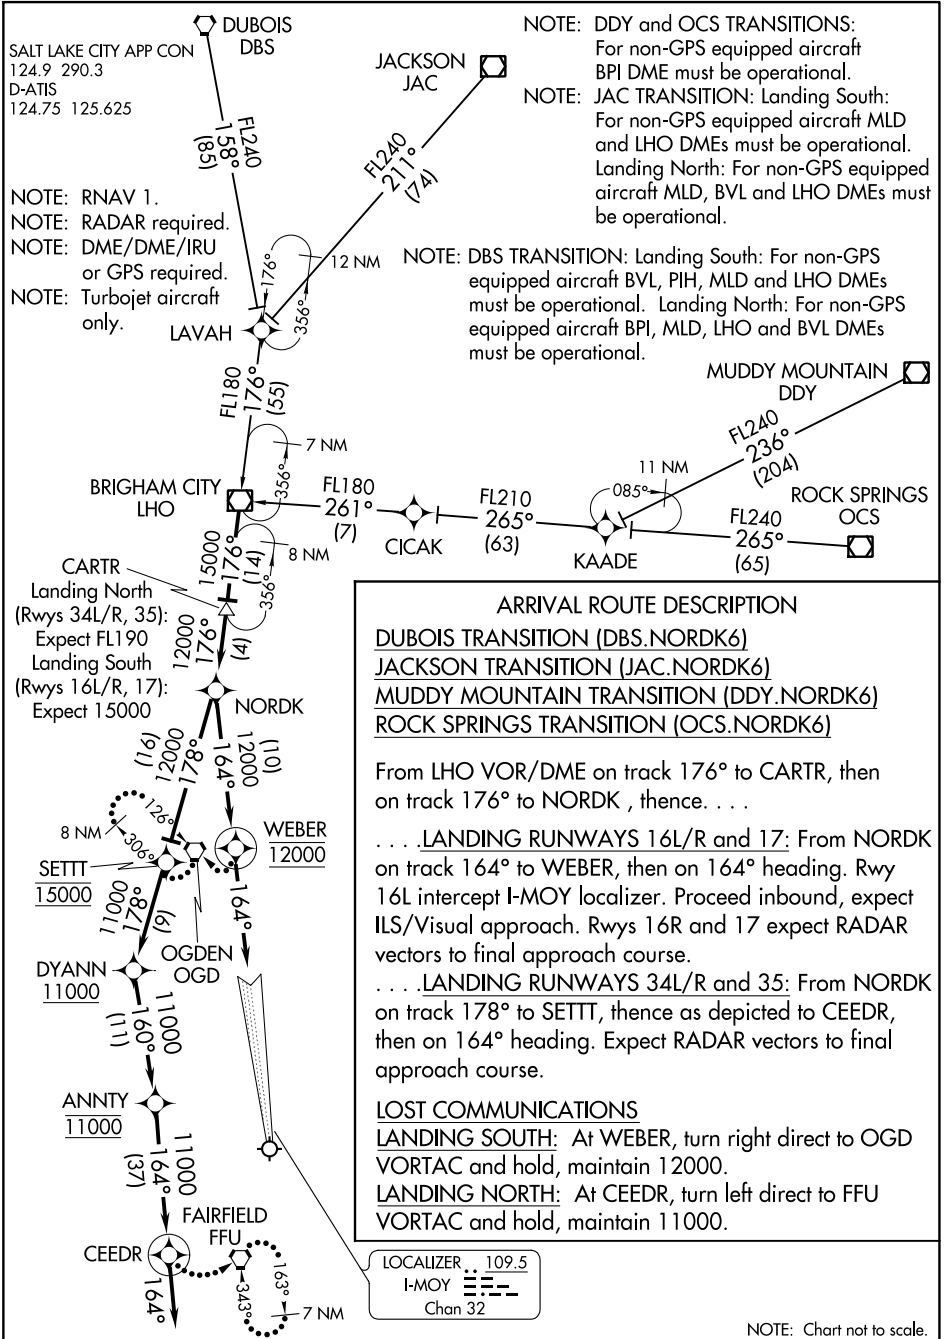 DUBOIS
DBS
SALT LAKE CITY APP CON
124.9 290.3
D-ATIS
124.75 125.625
JACKSON
JAC
NOTE: DDY and OCS TRANSITIONS:
For non-GPS equipped aircraft
BPI DME must be operational.
NOTE: JAC TRANSITION: Landing South:
For non-GPS equipped aircraft MLD
and LHO DMEs must be operational.
Landing North: For non-GPS equipped
aircraft MLD, BVL and LHO DMEs must
be operational.
FL240
158°
(85)
FL240
211°
(74)
NOTE: RNAV 1.
NOTE: RADAR required.
NOTE: DME/DME/IRU
or GPS required.
NOTE: Turbojet aircraft
only.
NOTE: DBS TRANSITION: Landing South: For non-GPS
equipped aircraft BVL, PIH, MLD and LHO DMEs
must be operational. Landing North: For non-GPS
equipped aircraft BPI, MLD, LHO and BVL DMEs
must be operational.
12 NM
176°
356°
LAVAH
FL180
176°
(55)
MUDDY MOUNTAIN
DDY
FL240
236°
(204)
7 NM
356°
BRIGHAM CITY
LHO
FL180
261°
(7)
CICAK
FL210
265°
(63)
11 NM
085°
KAADE
ROCK SPRINGS
OCS
FL240
265°
(65)
15000
176°
(14)
8 NM
356°
CARTR
Landing North
(Rwys 34L/R, 35):
Expect FL190
Landing South
(Rwys 16L/R, 17):
Expect 15000
12000
176°
(4)
NORDK
(16)
12000
178°
(10)
12000
164°
8 NM
126°
306°
SETTT
15000
WEBER
12000
OGDEN
OGD
11000
178°
(9)
164°
DYANN
11000
11000
160°
(11)
ANNTY
11000
11000
164°
(37)
CEEDR
164°
FAIRFIELD
FFU
163°
343°
7 NM
LOCALIZER 109.5
I-MOY
Chan 32
ARRIVAL ROUTE DESCRIPTION
DUBOIS TRANSITION (DBS.NORDK6)
JACKSON TRANSITION (JAC.NORDK6)
MUDDY MOUNTAIN TRANSITION (DDY.NORDK6)
ROCK SPRINGS TRANSITION (OCS.NORDK6)
From LHO VOR/DME on track 176° to CARTR, then
on track 176° to NORDK , thence. . . .
. . . .LANDING RUNWAYS 16L/R and 17: From NORDK
on track 164° to WEBER, then on 164° heading. Rwy
16L intercept I-MOY localizer. Proceed inbound, expect
ILS/Visual approach. Rwys 16R and 17 expect RADAR
vectors to final approach course.
. . . .LANDING RUNWAYS 34L/R and 35: From NORDK
on track 178° to SETTT, thence as depicted to CEEDR,
then on 164° heading. Expect RADAR vectors to final
approach course.
LOST COMMUNICATIONS
LANDING SOUTH: At WEBER, turn right direct to OGD
VORTAC and hold, maintain 12000.
LANDING NORTH: At CEEDR, turn left direct to FFU
VORTAC and hold, maintain 11000.
NOTE: Chart not to scale.